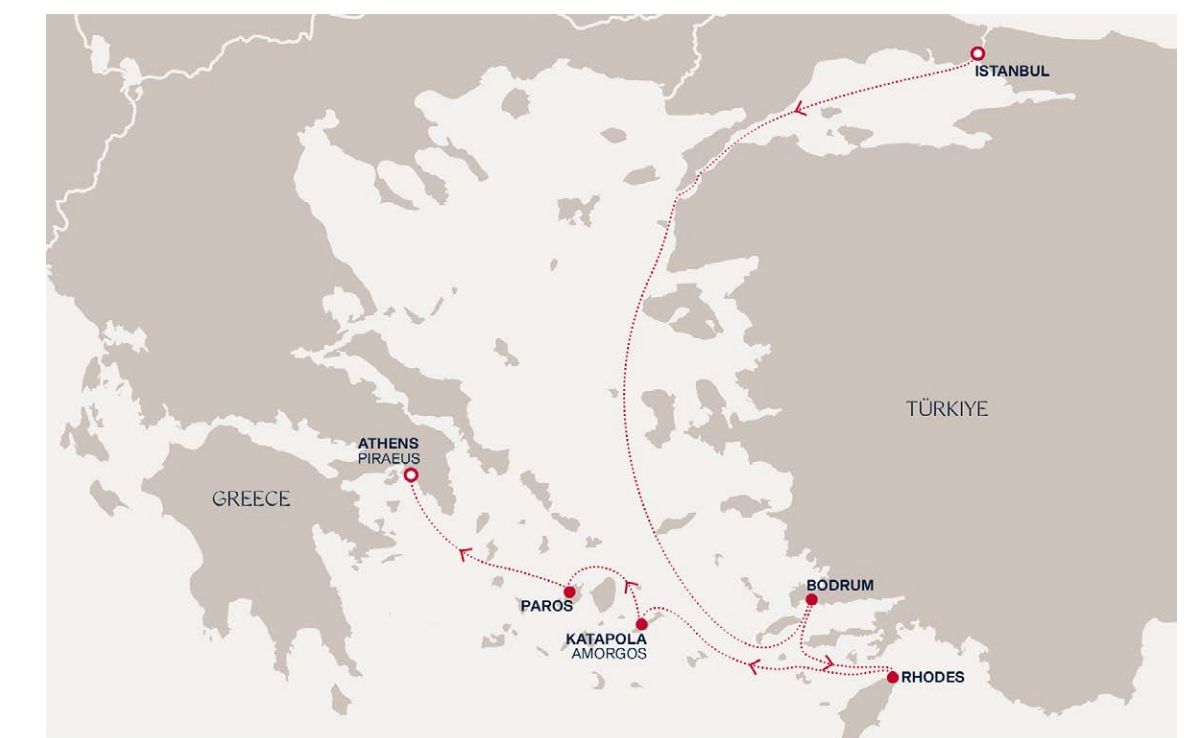 ISTANBUL
TÜRKIYE
ATHENS
PIRAEUS
GREECE
BODRUM
PAROS
KATAPOLA
AMORGOS
RHODES